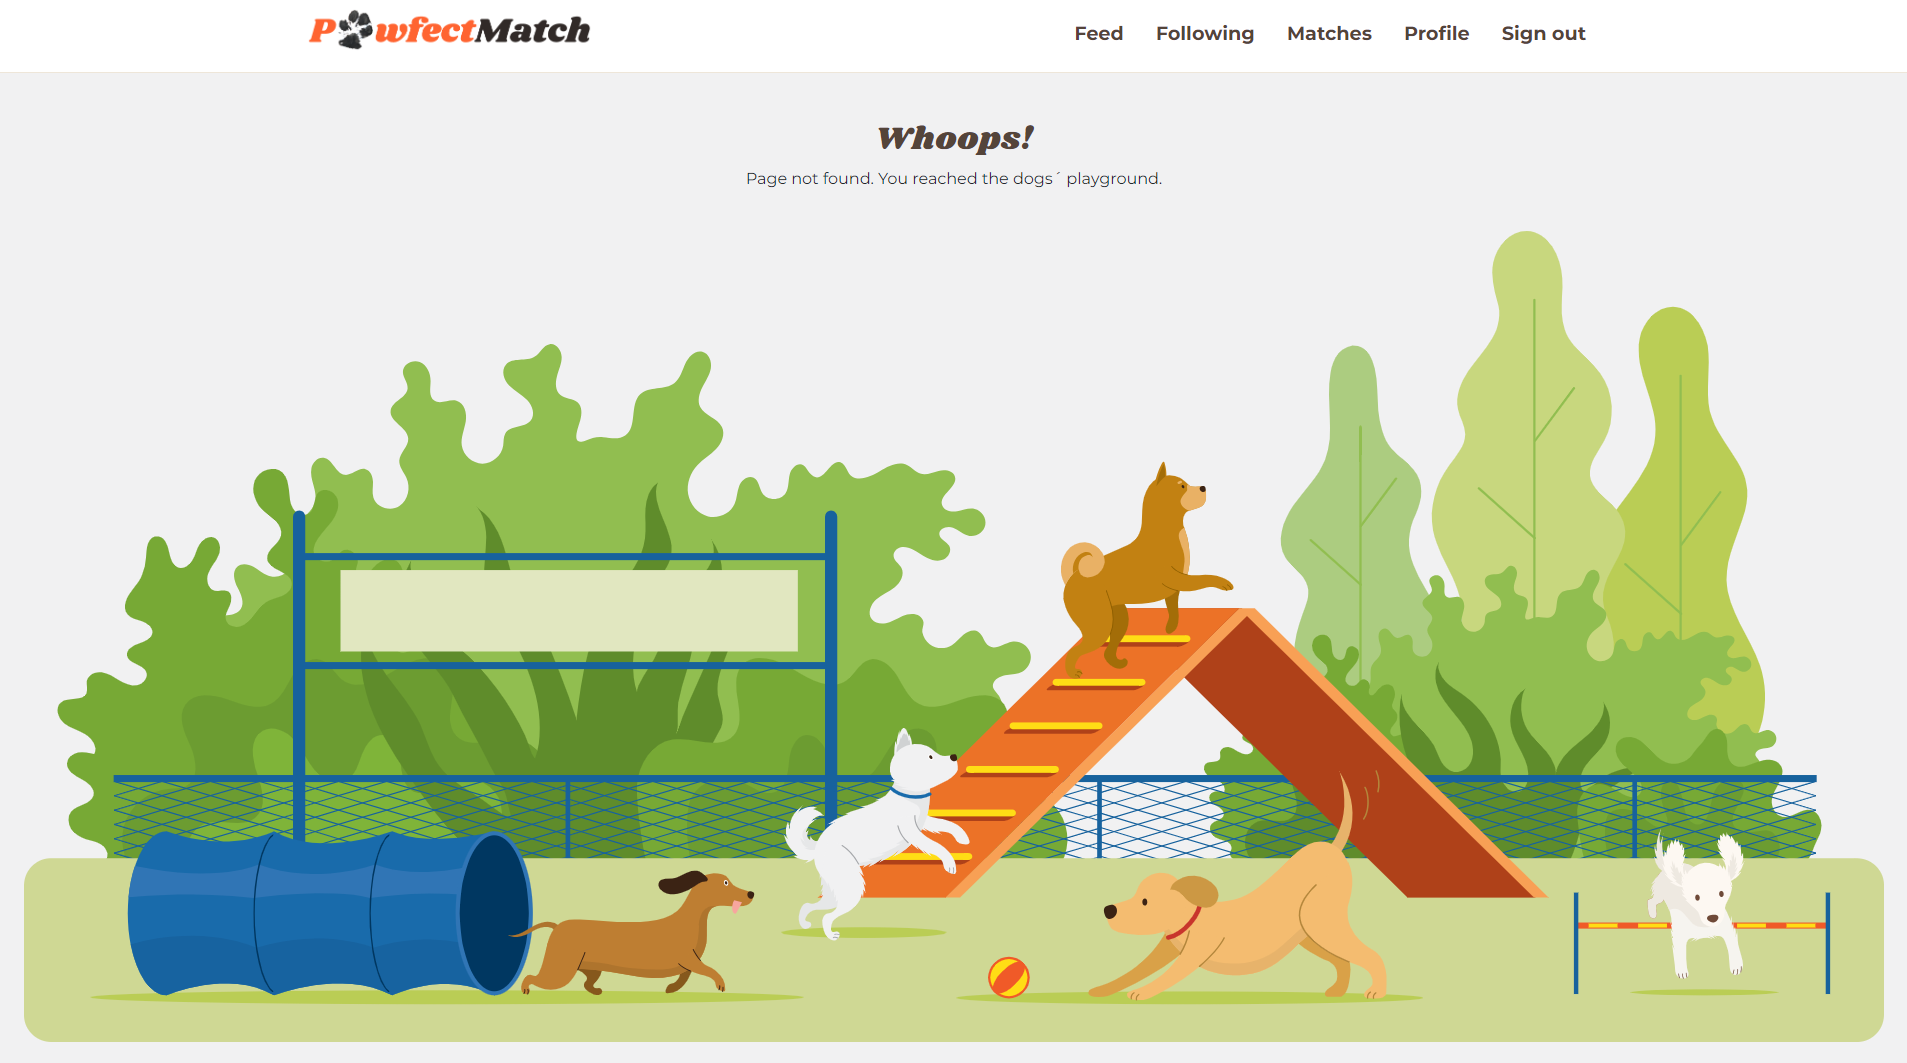 PawfectMatch
Feed Following Matches Profile Sign out
Whoops!
Page not found. You reached the dogs´ playground.